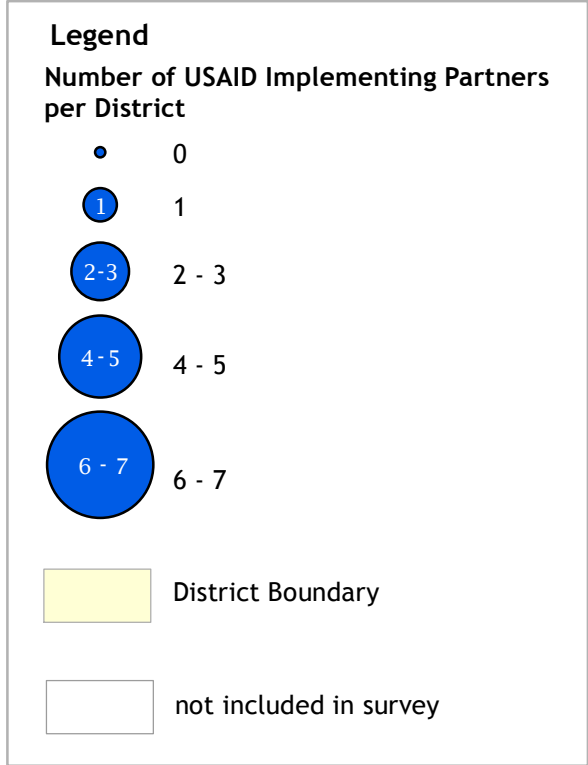 Legend
Number of USAID Implementing Partners
per District
0
1 1
2-3 2 - 3
4-5 4 - 5
6 - 7 6 - 7
District Boundary
not included in survey